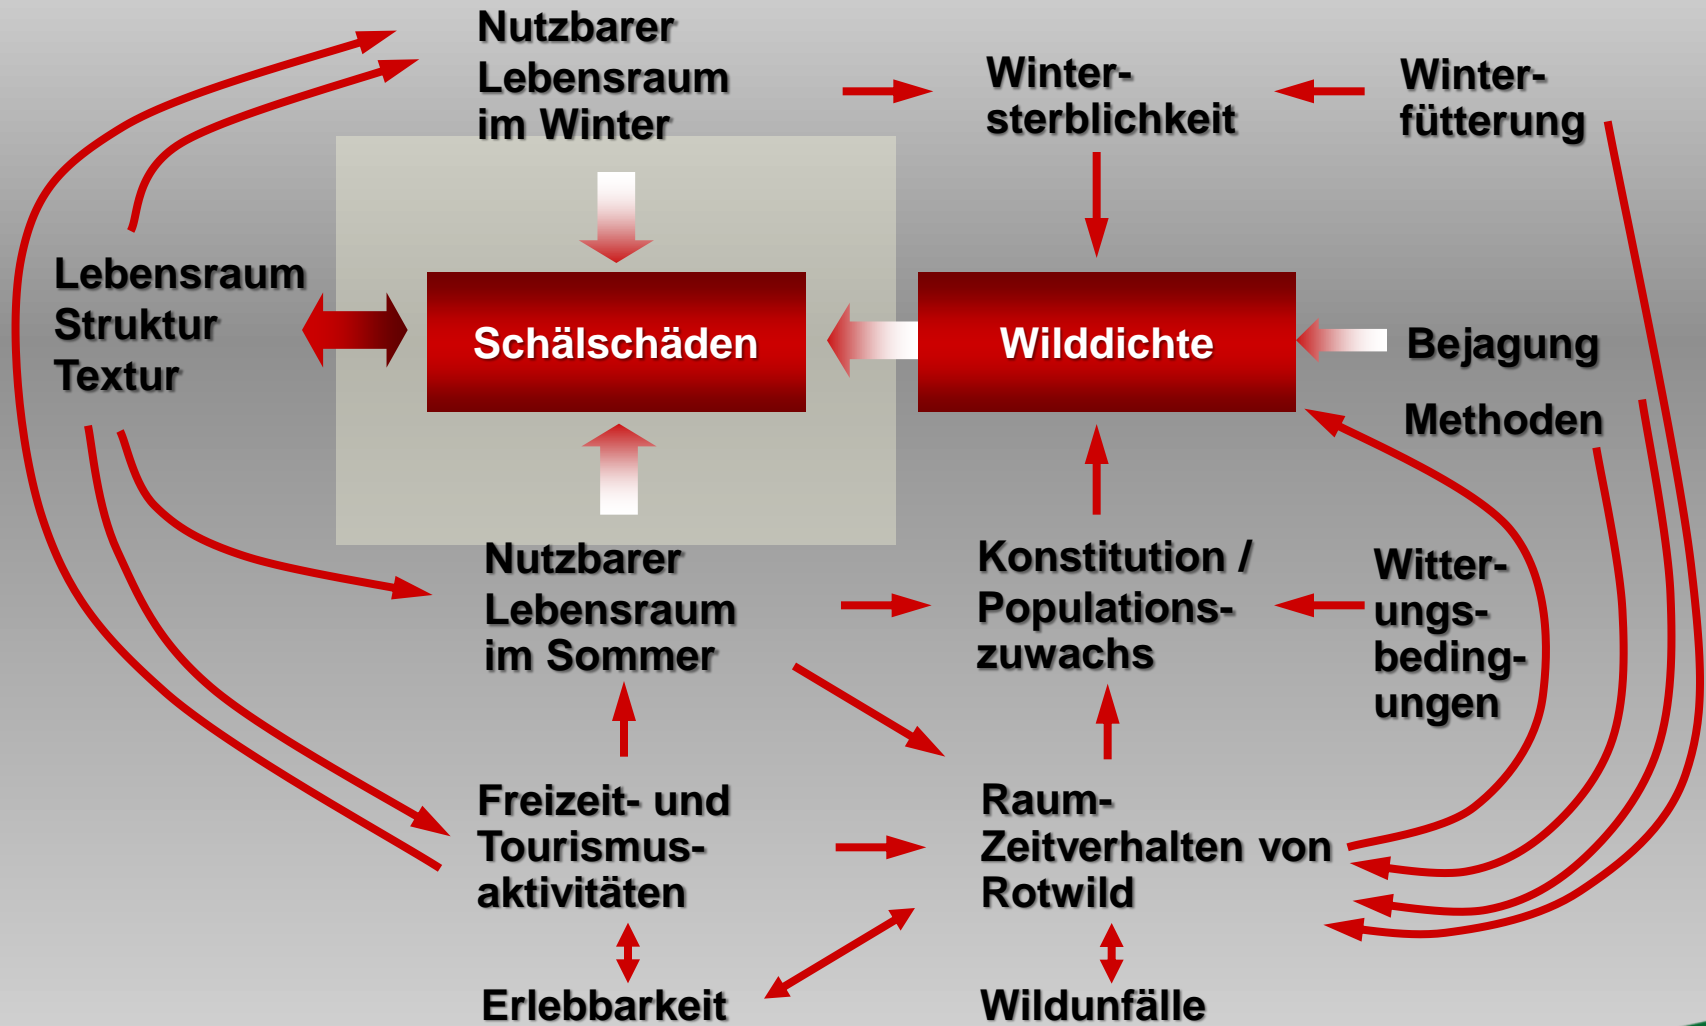 Nutzbarer
Lebensraum
im Winter
Winter-
sterblichkeit
Winter-
fütterung
Lebensraum
Struktur
Textur
Schälschäden
Wilddichte
Bejagung
Methoden
Nutzbarer
Lebensraum
im Sommer
Konstitution /
Populations-
zuwachs
Witter-
ungs-
beding-
ungen
Freizeit- und
Tourismus-
aktivitäten
Raum-
Zeitverhalten von
Rotwild
Erlebbarkeit
Wildunfälle